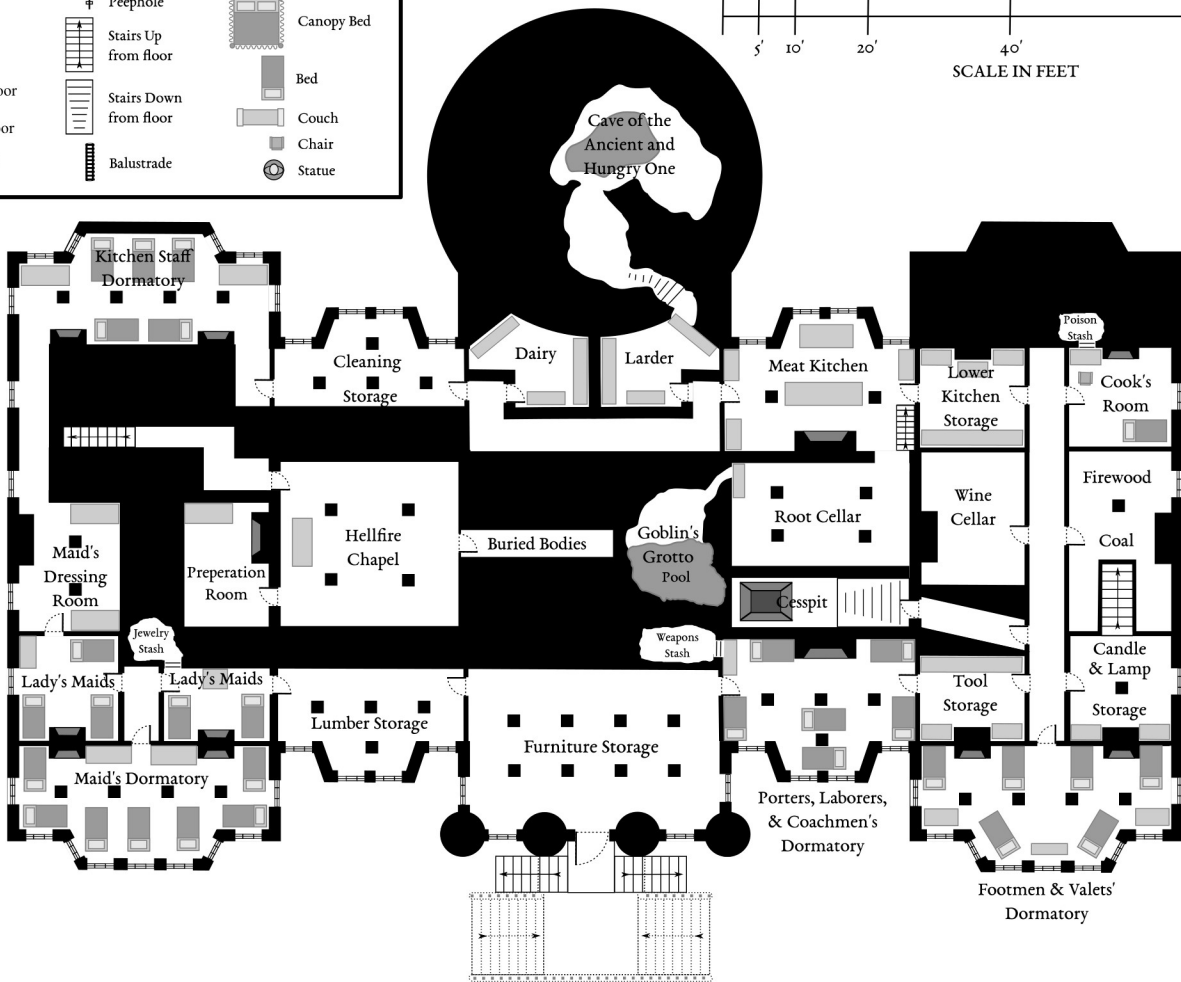 Peephole
Stairs Up
from floor
Stairs Down
from floor
Balustrade
Canopy Bed
Bed
Couch
Chair
Statue
5'
10'
20'
40'
SCALE IN FEET
Cave of the
Ancient and
Hungry One
Kitchen Staff
Dormatory
Cleaning
Storage
Dairy
Larder
Meat Kitchen
Lower
Kitchen
Storage
Poison
Stash
Cook's
Room
Hellfire
Chapel
Buried Bodies
Goblin's
Grotto
Pool
Root Cellar
Wine
Cellar
Firewood
Coal
Maid's
Dressing
Room
Preperation
Room
Cesspit
Jewelry
Stash
Weapons
Stash
Lady's Maids
Lady's Maids
Lumber Storage
Furniture Storage
Tool
Storage
Candle
& Lamp
Storage
Maid's Dormatory
Porters, Laborers,
& Coachmen's
Dormatory
Footmen & Valets'
Dormatory